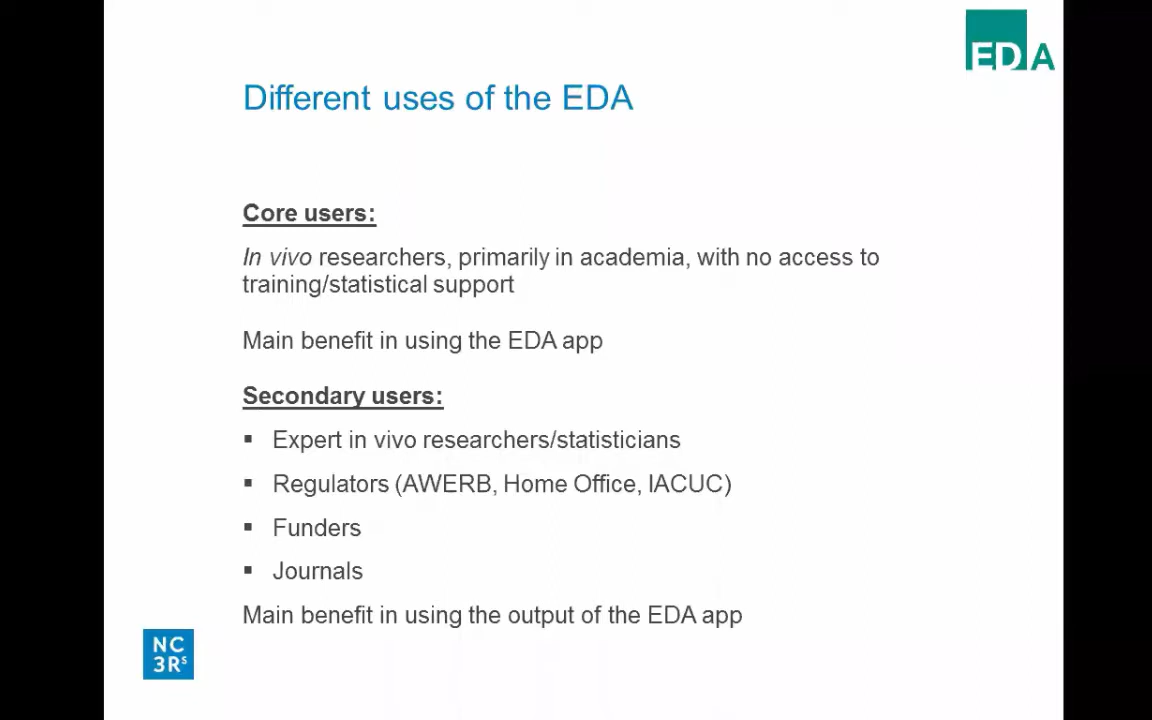 EDA
Different uses of the EDA
Core users:
In vivo researchers, primarily in academia, with no access to
training/statistical support
Main benefit in using the EDA app
Secondary users:
▪ Expert in vivo researchers/statisticians
▪ Regulators (AWERB, Home Office, IACUC)
▪ Funders
▪ Journals
Main benefit in using the output of the EDA app
NC
3Rs